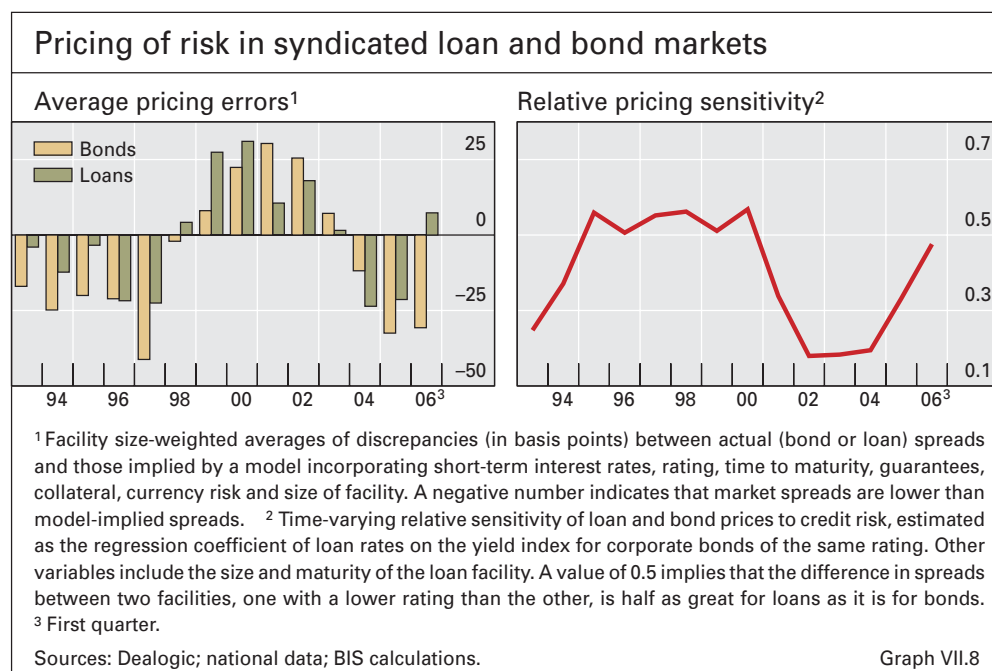 Pricing of risk in syndicated loan and bond markets
Average pricing errors¹
Relative pricing sensitivity²
Bonds
Loans
25
0
–25
–50
94 96 98 00 02 04 06³
0.7
0.5
0.3
0.1
94 96 98 00 02 04 06³
¹ Facility size-weighted averages of discrepancies (in basis points) between actual (bond or loan) spreads
and those implied by a model incorporating short-term interest rates, rating, time to maturity, guarantees,
collateral, currency risk and size of facility. A negative number indicates that market spreads are lower than
model-implied spreads. ² Time-varying relative sensitivity of loan and bond prices to credit risk, estimated
as the regression coefficient of loan rates on the yield index for corporate bonds of the same rating. Other
variables include the size and maturity of the loan facility. A value of 0.5 implies that the difference in spreads
between two facilities, one with a lower rating than the other, is half as great for loans as it is for bonds.
³ First quarter.
Sources: Dealogic; national data; BIS calculations. Graph VII.8